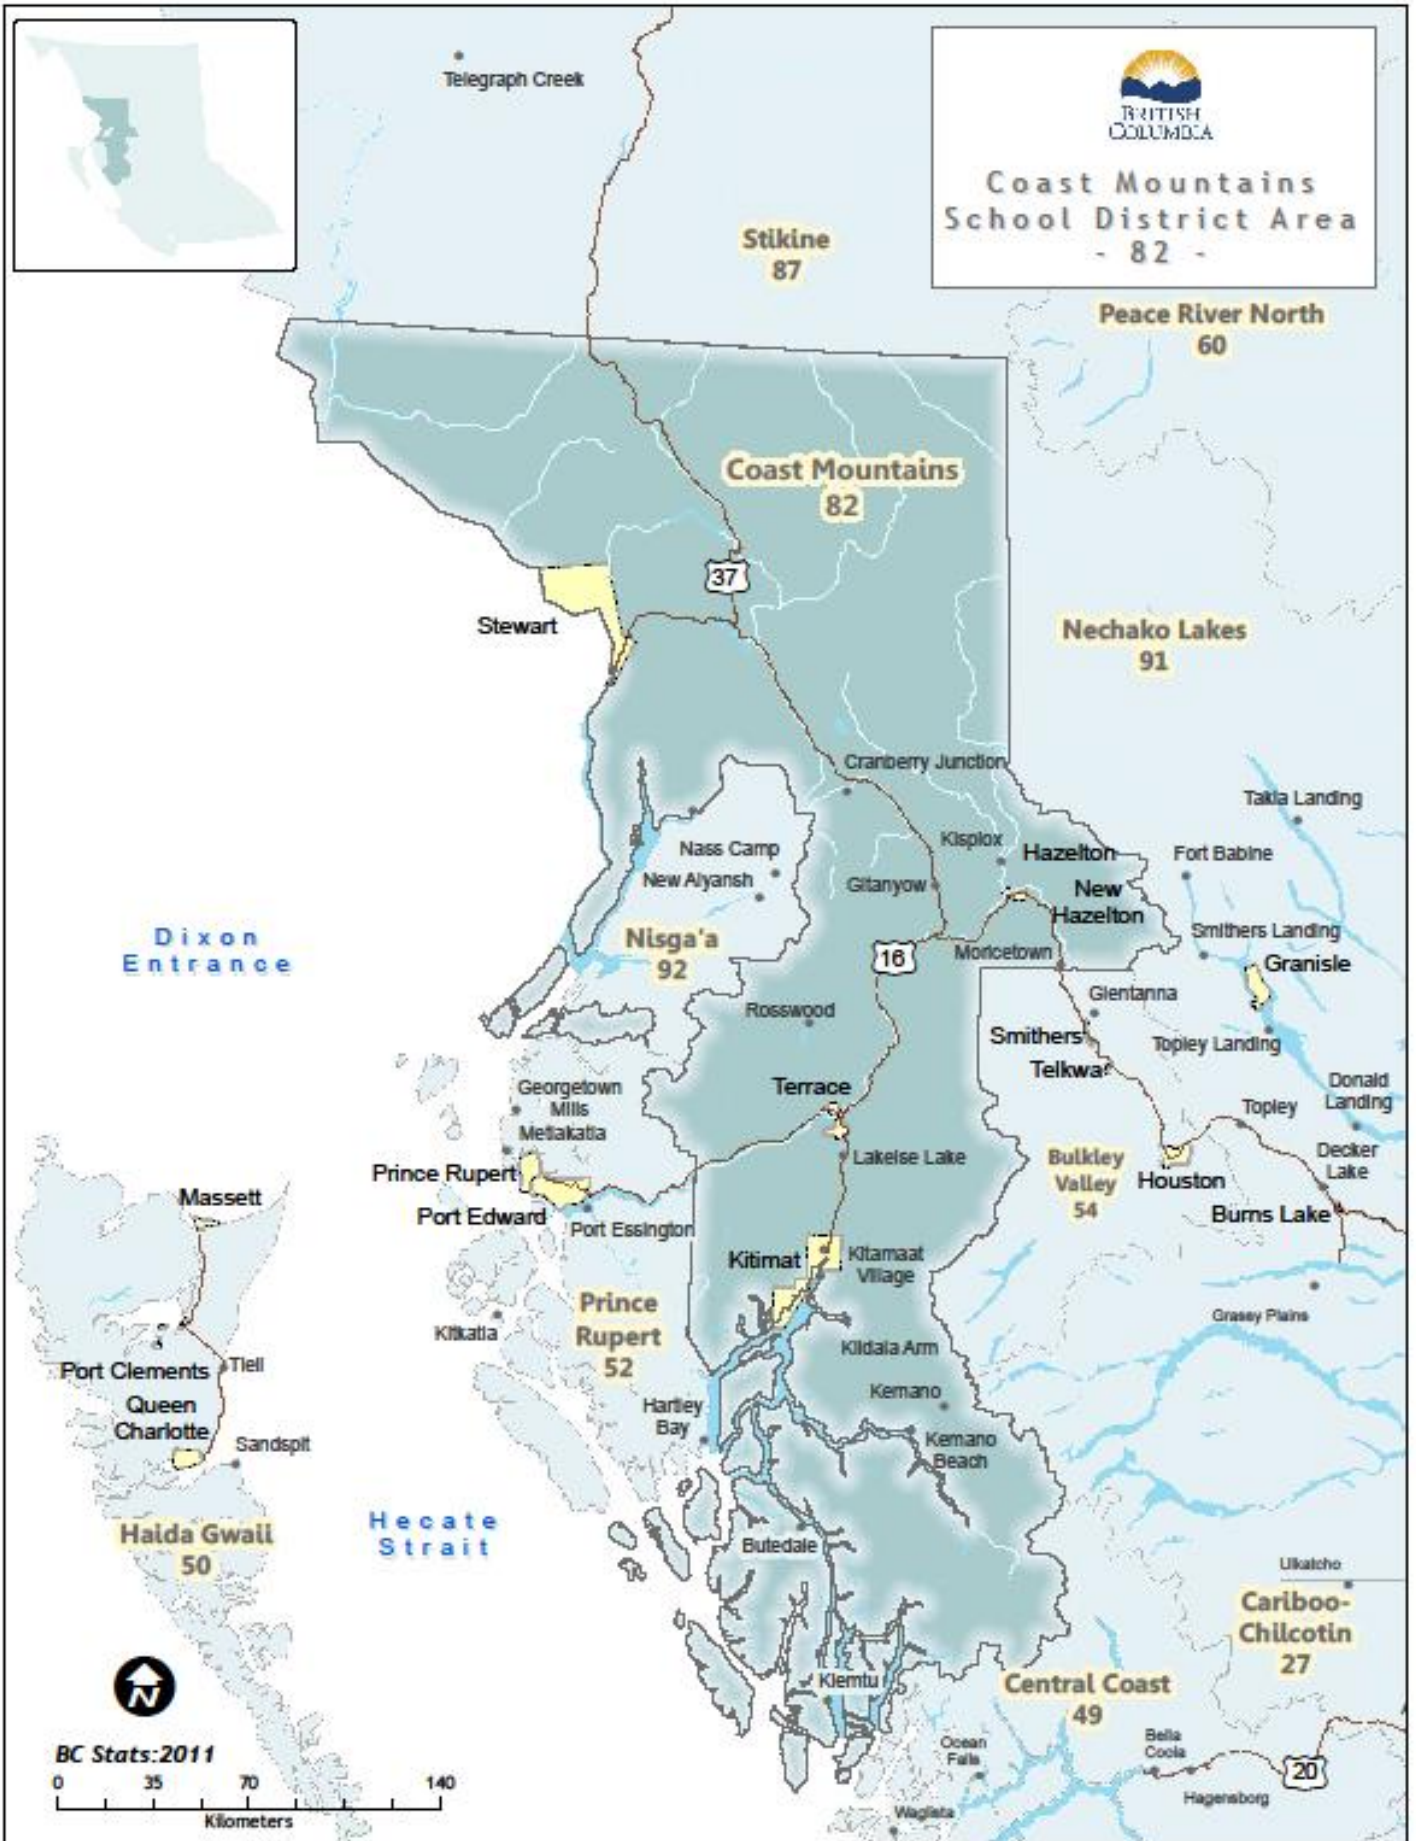 Telegraph Creek
BRITISH
COLUMBIA
Coast Mountains
School District Area
- 82 -
Stikine
87
Peace River North
60
Coast Mountains
82
37
Stewart
Nechako Lakes
91
Cranberry Junction
Takla Landing
Kispiox
Hazelton
Fort Babine
Nass Camp
New Aiyansh
Gitanyow
New
Hazelton
Dixon
Entrance
Nisga'a
92
16
Moricetown
Smithers Landing
Granisle
Rosswood
Glentanna
Smithers
Topley Landing
Telkwa
Georgetown
Mills
Terrace
Donald
Landing
Metlakatla
Topley
Lakelse Lake
Prince Rupert
Bulkley
Valley
54
Houston
Decker
Lake
Massett
Port Edward
Port Essington
Burns Lake
Kitimat
Kitamaat
Village
Prince
Rupert
52
Kitkatla
Grassy Plains
Kildala Arm
Port Clements
Tlell
Kemano
Queen
Charlotte
Hartley
Bay
Sandspit
Kemano
Beach
Haida Gwaii
50
Hecate
Strait
Butedale
Ulkatcho
Cariboo-
Chilcotin
27
Klemtu
Central Coast
49
N
BC Stats:2011
Ocean
Falls
Bella
Coola
20
0 35 70 140
Kilometers
Hagensborg
Waglisla